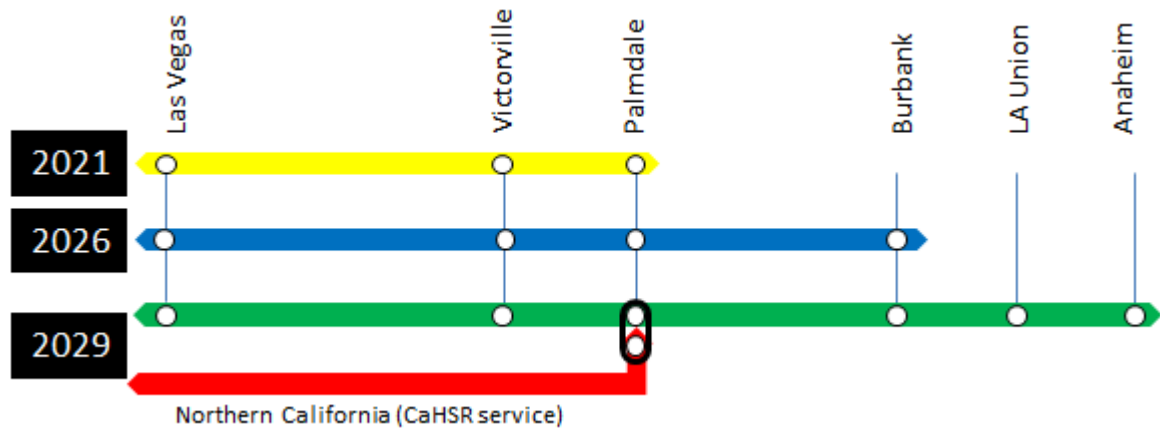 Las Vegas
Victorville
Palmdale
Burbank
LA Union
Anaheim
2021
2026
2029
Northern California (CaHSR service)